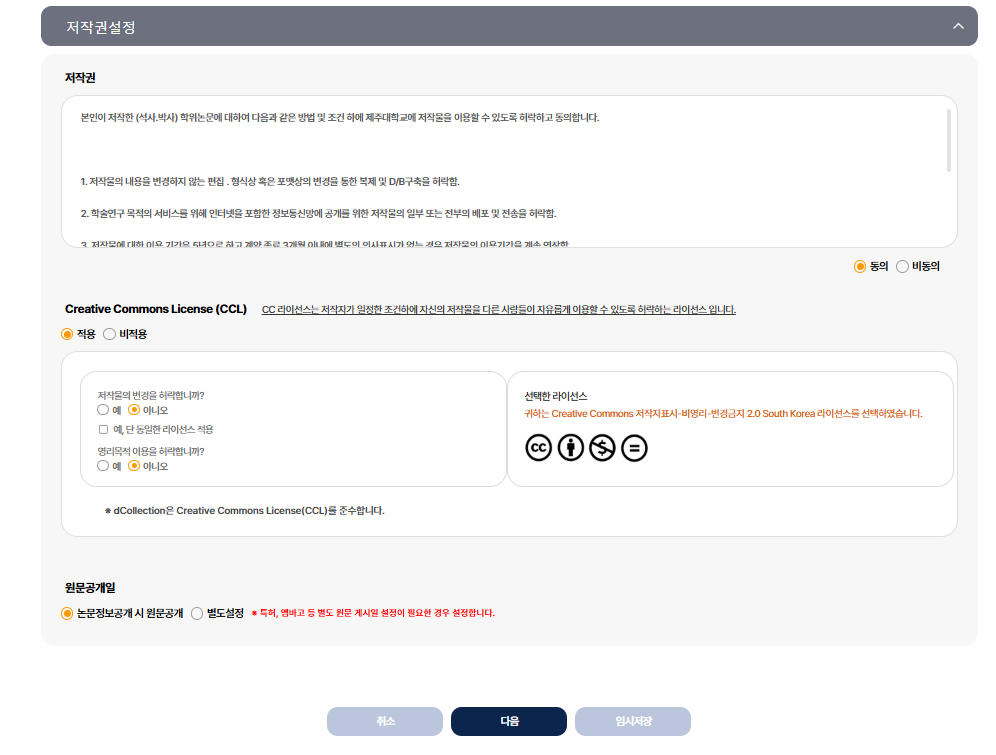 저작권설정
저작권
본인이 저작한 (석사.박사) 학위논문에 대하여 다음과 같은 방법 및 조건 하에 제주대학교에 저작물을 이용할 수 있도록 허락하고 동의합니다.
1. 저작물의 내용을 변경하지 않는 편집 . 형식상 혹은 포맷상의 변경을 통한 복제 및 D/B구축을 허락함.
2. 학술연구 목적의 서비스를 위해 인터넷을 포함한 정보통신망에 공개를 위한 저작물의 일부 또는 전부의 배포 및 전송을 허락함.
3. 저작물에 대한 이용 기간은 5년으로 하고 계약 종료 3개월 이내에 별도의 의사표시가 없는 경우 저작물의 이용기간을 계속 연장함.
동의 비동의
Creative Commons License (CCL) CC 라이선스는 저작자가 일정한 조건하에 자신의 저작물을 다른 사람들이 자유롭게 이용할 수 있도록 허락하는 라이선스 입니다.
적용 비적용
저작물의 변경을 허락합니까?
예 아니오
예, 단 동일한 라이선스 적용
영리목적 이용을 허락합니까?
예 아니오
선택한 라이선스
귀하는 Creative Commons 저작자표시-비영리-변경금지 2.0 South Korea 라이선스를 선택하였습니다.
cc
※ dCollection은 Creative Commons License(CCL)를 준수합니다.
원문공개일
논문정보공개 시 원문공개 별도설정 ※ 특허, 엠바고 등 별도 원문 게시일 설정이 필요한 경우 설정합니다.
취소 다음 임시저장